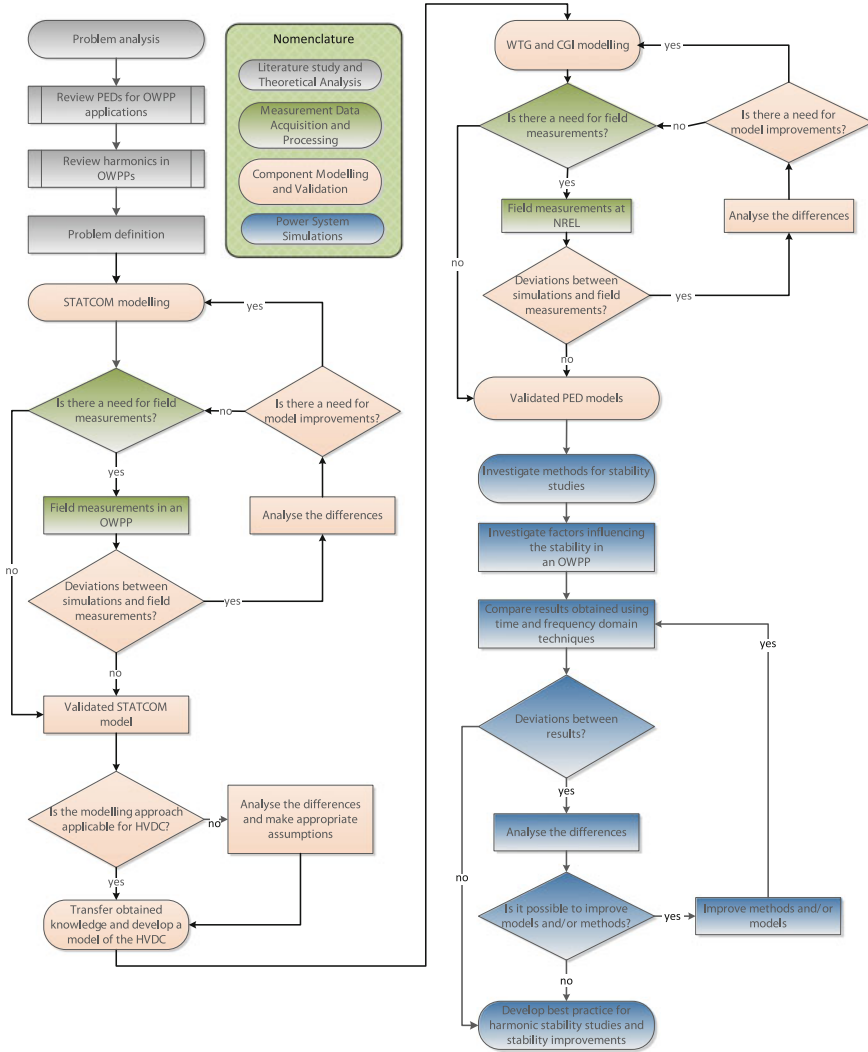 Problem analysis
Review PEDs for OWPP
applications
Review harmonics in
OWPPs
Problem definition
STATCOM modelling
yes
Is there a need for field
measurements?
no
Is there a need for
model improvements?
yes
Field measurements in an
OWPP
Analyse the differences
no
Deviations between
simulations and field
measurements?
yes
no
Validated STATCOM
model
Is the modelling approach
applicable for HVDC?
no
Analyse the differences
and make appropriate
assumptions
yes
Transfer obtained
knowledge and develop a
model of the HVDC
Nomenclature
Literature study and
Theoretical Analysis
Measurement Data
Acquisition and
Processing
Component Modelling
and Validation
Power System
Simulations
WTG and CGI modelling
yes
Is there a need for field
measurements?
no
Is there a need for
model improvements?
yes
Field measurements at
NREL
Analyse the differences
no
Deviations between
simulations and field
measurements?
yes
no
Validated PED models
Investigate methods for stability
studies
Investigate factors influencing
the stability in
an OWPP
Compare results obtained using
time and frequency domain
techniques
yes
Deviations between
results?
yes
Analyse the differences
no
Is it possible to improve
models and/or methods?
yes
Improve methods and/or
models
no
Develop best practice for
harmonic stability studies and
stability improvements